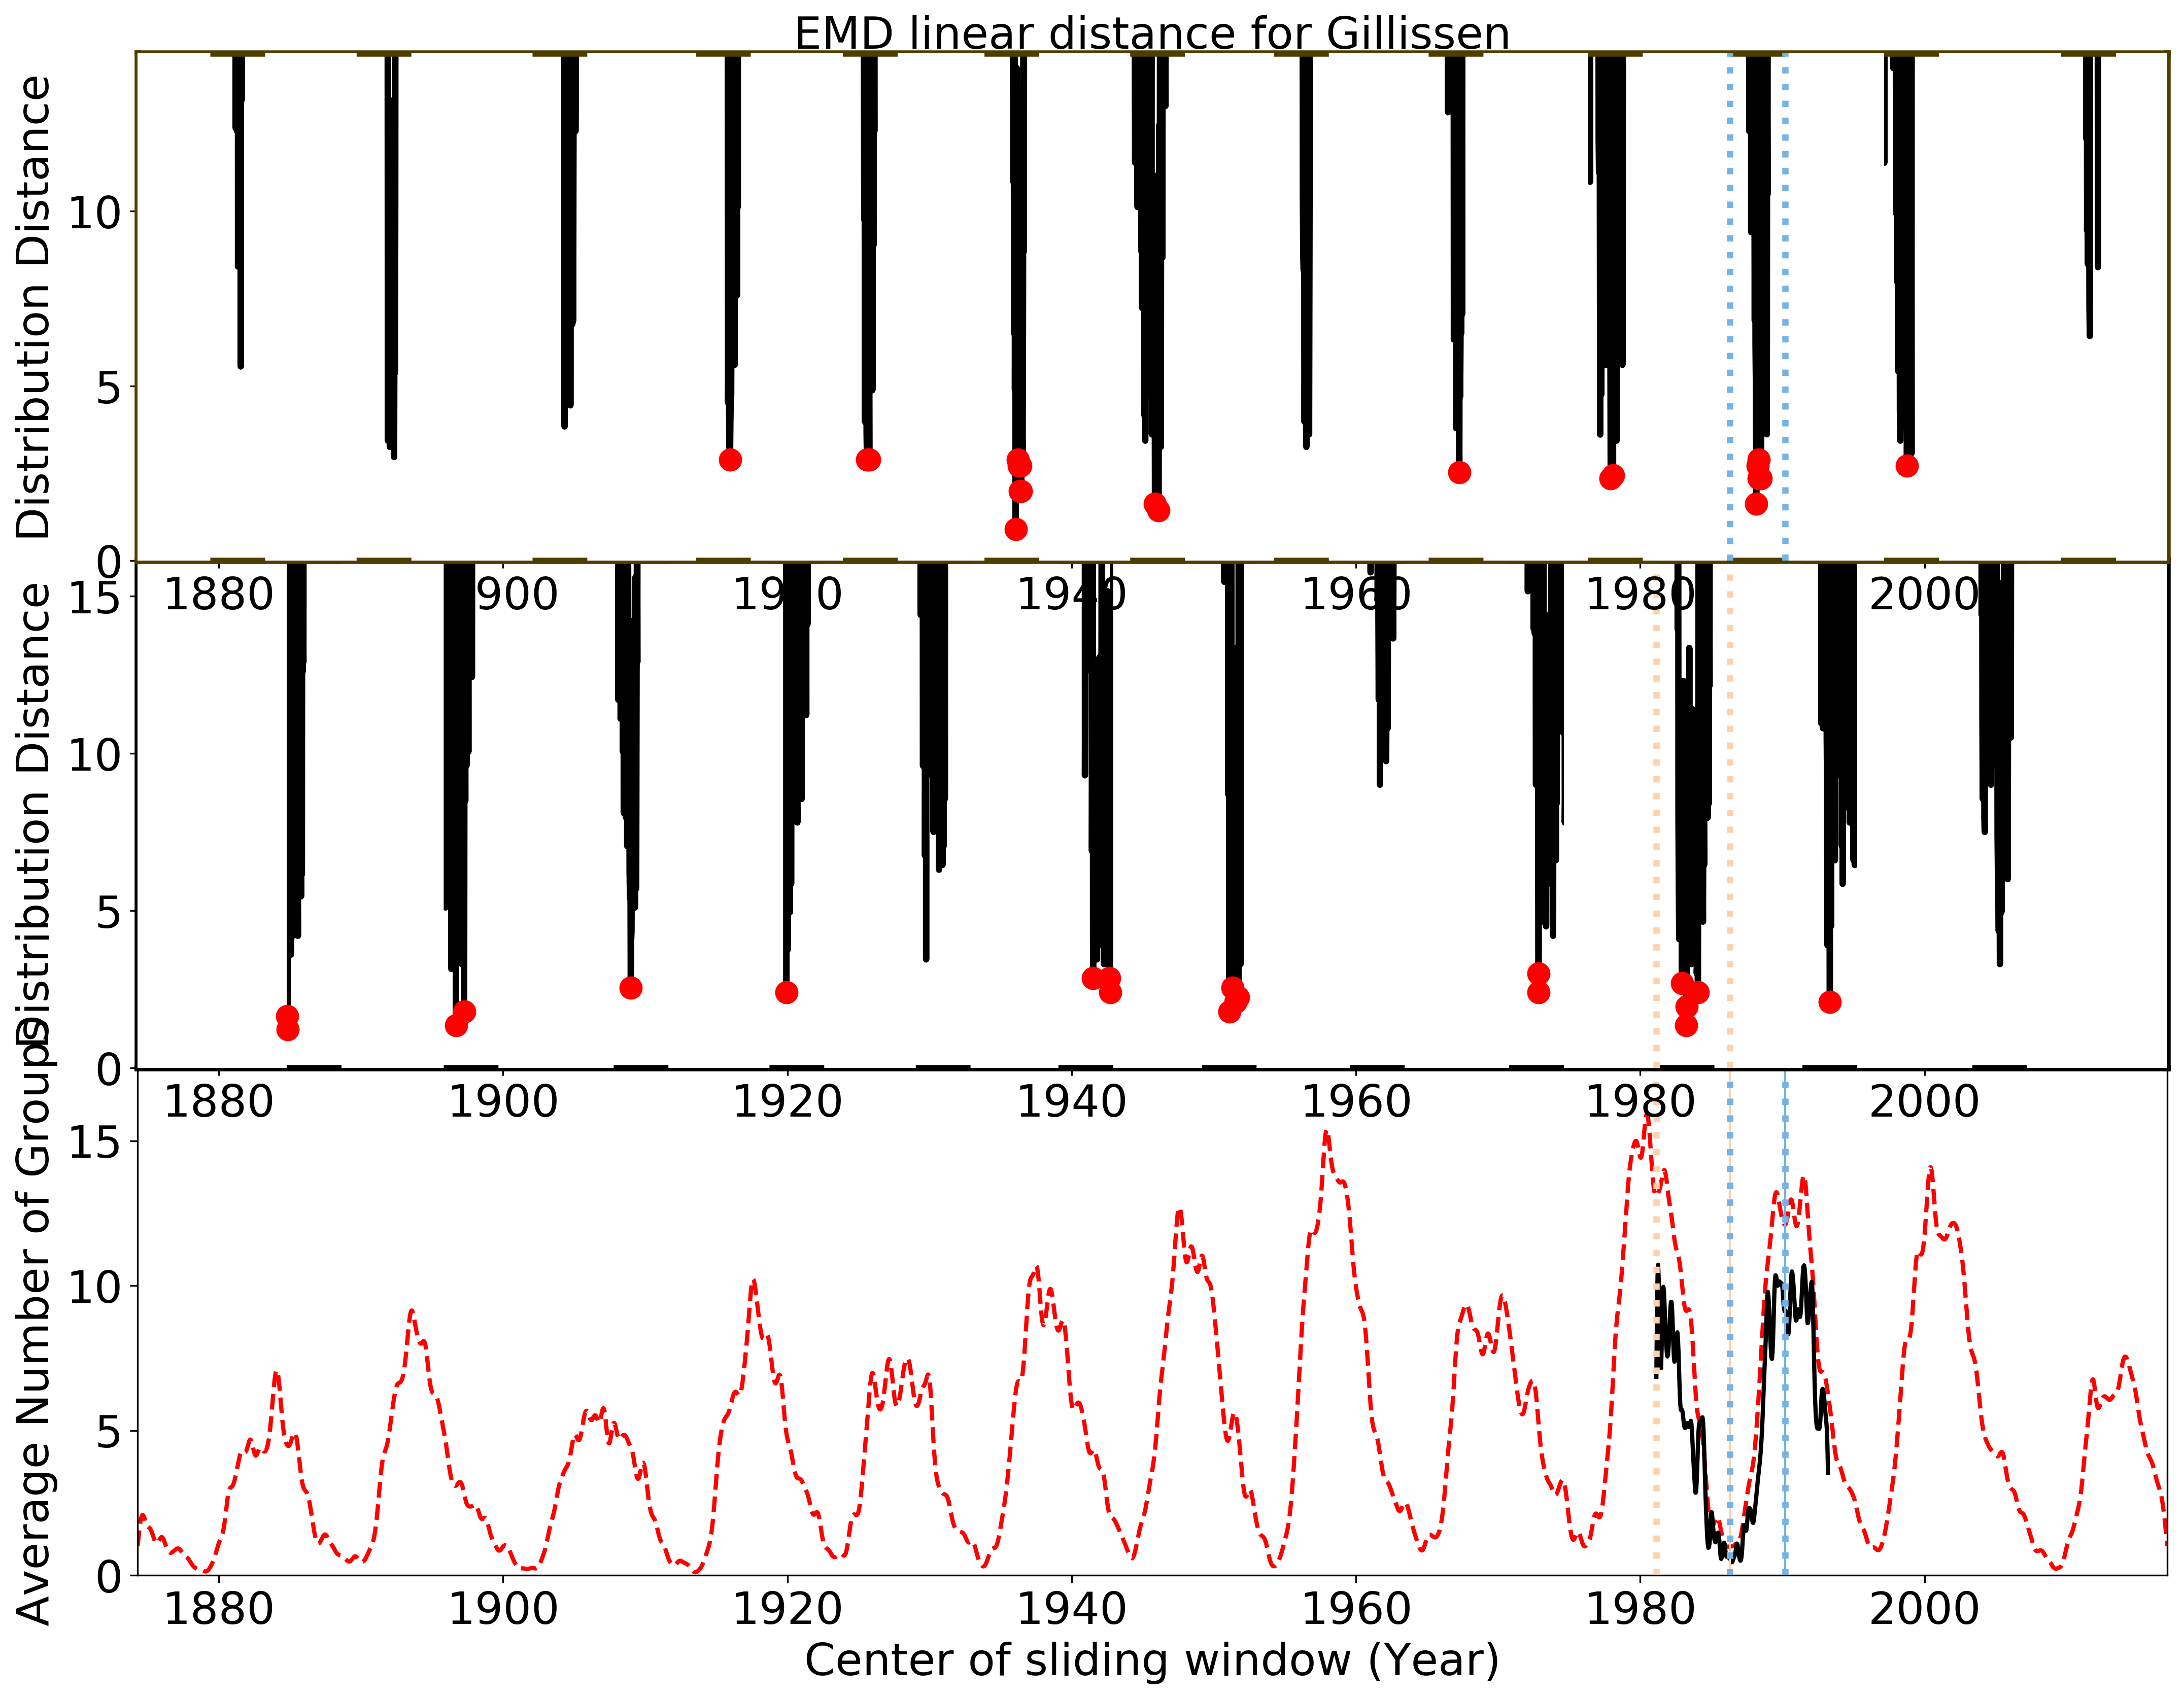 EMD linear distance for Gillissen
Distribution Distance
10
5
0
1880 1900 1920 1940 1960 1980 2000
Distribution Distance
15
10
5
0
1880 1900 1920 1940 1960 1980 2000
Average Number of Groups
15
10
5
0
1880 1900 1920 1940 1960 1980 2000
Center of sliding window (Year)